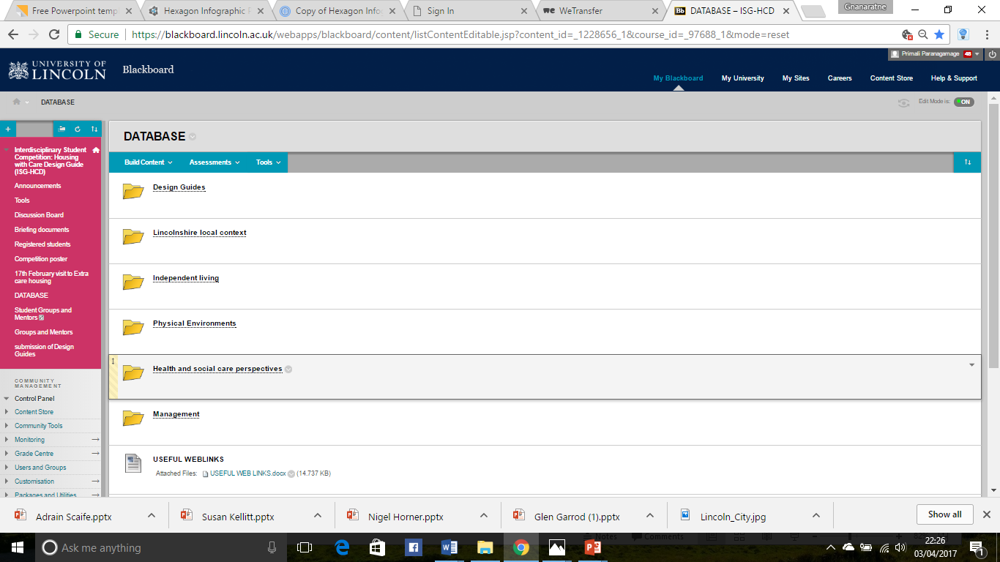 Free Powerpoint temp
Hexagon Infographic F
Copy of Hexagon Info
Sign In
WeTransfer
Bb DATABASE – ISG-HCD
Gnanaratne
Secure https://blackboard.lincoln.ac.uk/webapps/blackboard/content/listContentEditable.jsp?content_id=_1228656_1&course_id=_97688_1&mode=reset
Primali Paranagamage 48
UNIVERSITY OF
LINCOLN
Blackboard
My Blackboard My University My Sites Careers Content Store Help & Support
DATABASE
Edit Mode is: ON
Interdisciplinary Student
Competition: Housing
with Care Design Guide
(ISG-HCD)
Announcements
Tools
Discussion Board
Briefing documents
Registered students
Competition poster
17th February visit to Extra
care housing
DATABASE
Student Groups and
Mentors
Groups and Mentors
submission of Design
Guides
COMMUNITY
MANAGEMENT
Control Panel
Content Store
Community Tools
Monitoring
Grade Centre
Users and Groups
Customisation
Packages and Utilities
DATABASE
Build Content Assessments Tools
Design Guides
Lincolnshire local context
Independent living
Physical Environments
Health and social care perspectives
Management
USEFUL WEBLINKS
Attached Files: USEFUL WEB LINKS.docx (14.737 KB)
Adrain Scaife.pptx
Susan Kellitt.pptx
Nigel Horner.pptx
Glen Garrod (1).pptx
Lincoln_City.jpg
Show all
Notes Comments
Ask me anything
22:26
03/04/2017
1